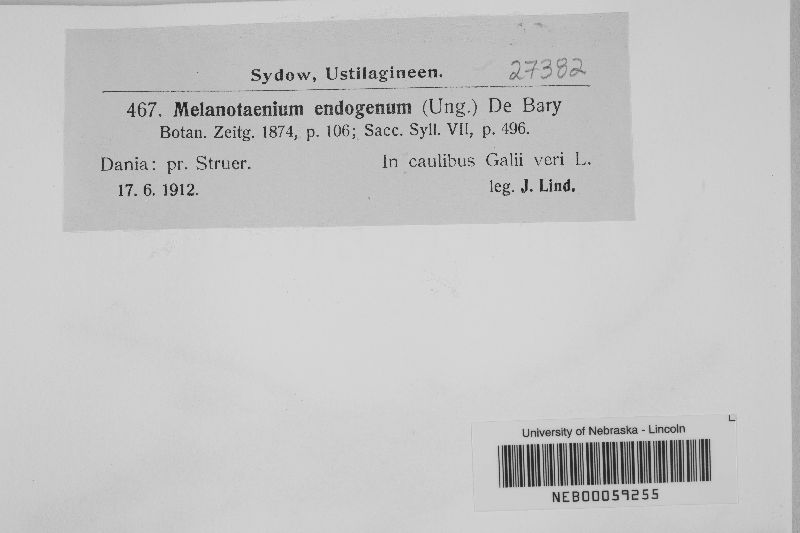 Sydow, Ustilagineen. 27382
467. Melanotaenium endogenum (Ung.) De Bary
Botan. Zeitg. 1874, p. 106; Sacc. Syll. VII, p. 496.
Dania: pr. Struer. In caulibus Galii veri L.
17. 6. 1912. leg. J. Lind.
University of Nebraska - Lincoln
NEB00059255